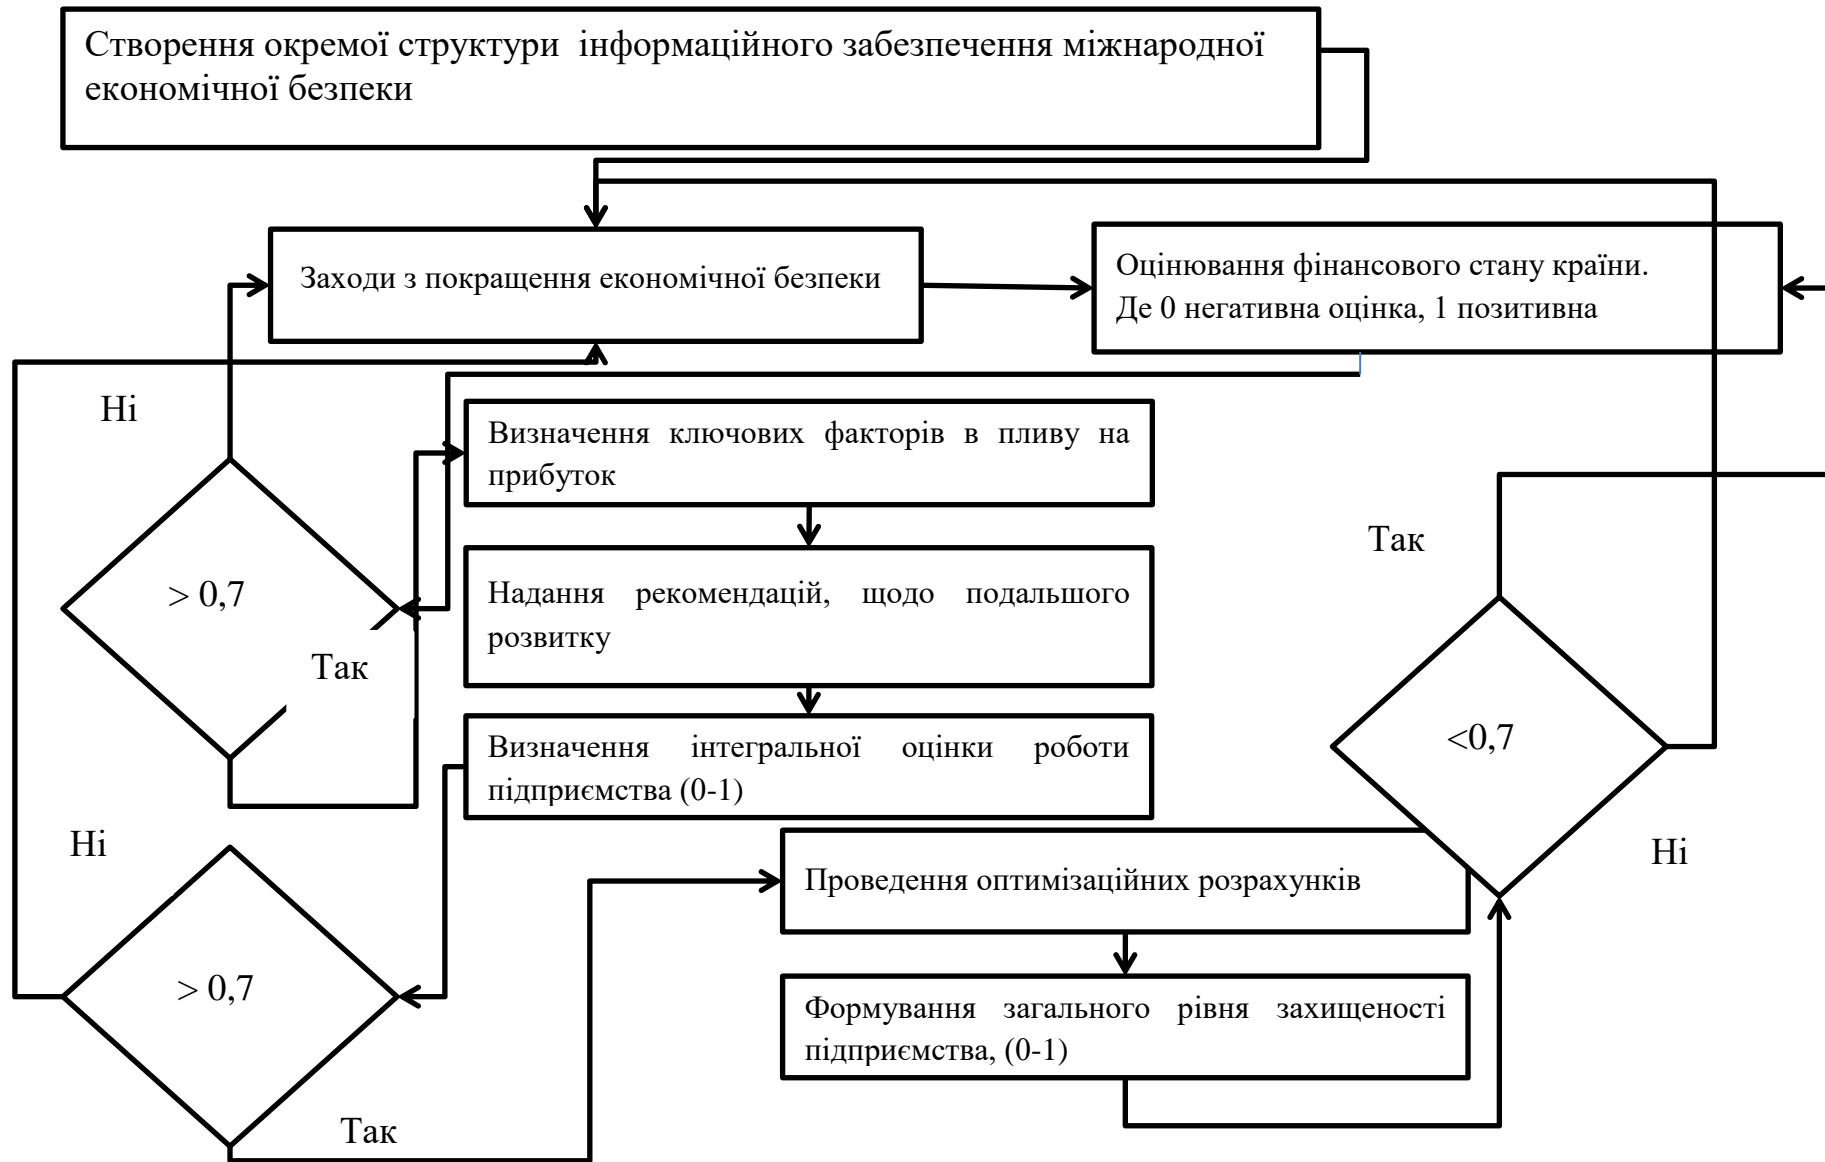 Створення окремої структури інформаційного забезпечення міжнародної
економічної безпеки
Заходи з покращення економічної безпеки
Оцінювання фінансового стану країни.
Де 0 негативна оцінка, 1 позитивна
Ні
Визначення ключових факторів в пливу на
прибуток
Так
> 0,7
Надання рекомендацій, щодо подальшого
розвитку
Так
Визначення інтегральної оцінки роботи
підприємства (0-1)
<0,7
Ні
Ні
Проведення оптимізаційних розрахунків
> 0,7
Формування загального рівня захищеності
підприємства, (0-1)
Так